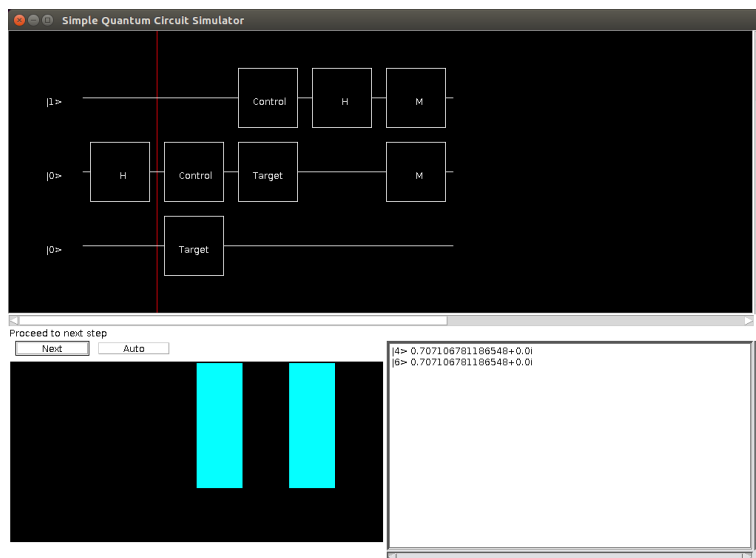 Simple Quantum Circuit Simulator
|1> Control H M
|0> H Control Target M
|0> Target
Proceed to next step
Next Auto
|4> 0.707106781186548+0.0i
|6> 0.707106781186548+0.0i